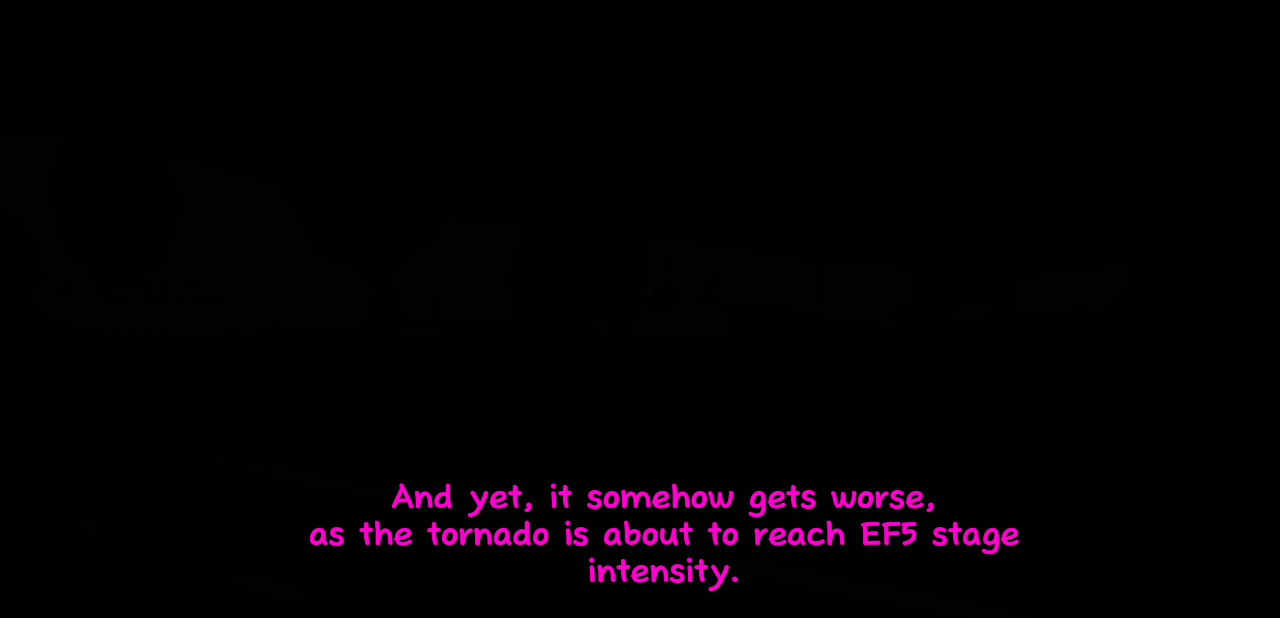 And yet, it somehow gets worse,
as the tornado is about to reach EF5 stage
intensity.